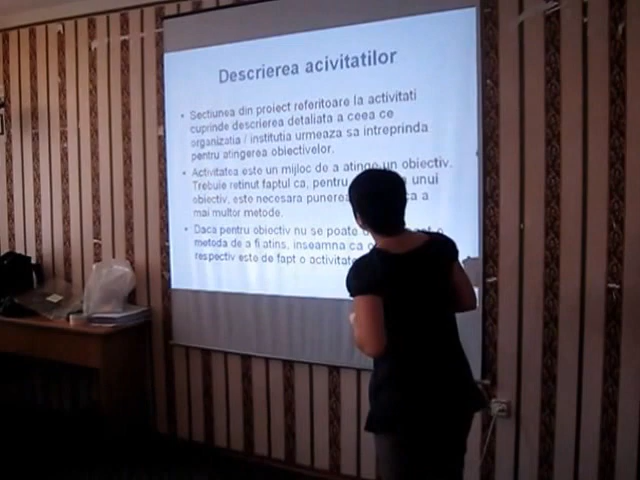 Descrierea acivitatilor
• Sectiunea din proiect referitoare la activitati
cuprinde descrierea detaliata a ceea ce
organizatia / institutia urmeaza sa intreprinda
pentru atingerea obiectivelor.
• Activitatea este un mijloc de a atinge un obiectiv.
Trebuie retinut faptul ca, pentru unui
obiectiv, este necesara a
mai multor metode.
• Daca pentru obiectiv nu se poate
metoda de a fi atins, inseamna ca
respectiv este de fapt o activitate